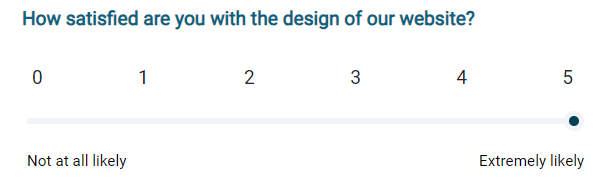 How satisfied are you with the design of our website?
0 1 2 3 4 5
Not at all likely Extremely likely